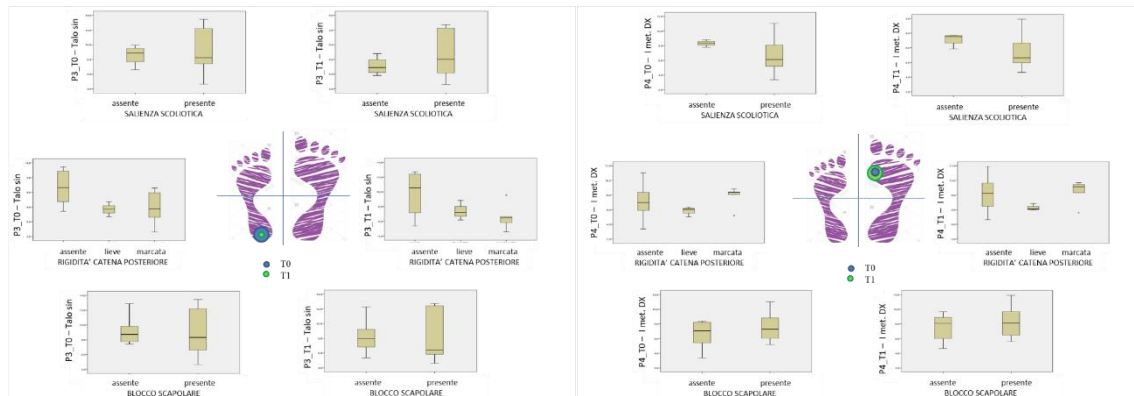 P3_T0 – Talo sin
assente presente
SALIENZA SCOLIOTICA
P3_T1 – Talo sin
assente presente
SALIENZA SCOLIOTICA
P3_T0 – Talo sin
assente lieve marcata
RIGIDITA' CATENA POSTERIORE
T0
T1
P3_T1 – Talo sin
assente lieve marcata
RIGIDITA' CATENA POSTERIORE
P3_T0 – Talo sin
assente presente
BLOCCO SCAPOLARE
P3_T1 – Talo sin
assente presente
BLOCCO SCAPOLARE
P4_T0 – I met. DX
assente presente
SALIENZA SCOLIOTICA
P4_T1 – I met. DX
assente presente
SALIENZA SCOLIOTICA
P4_T0 – I met. DX
assente lieve marcata
RIGIDITA' CATENA POSTERIORE
T0
T1
P4_T1 – I met. DX
assente lieve marcata
RIGIDITA' CATENA POSTERIORE
P4_T0 – I met. DX
assente presente
BLOCCO SCAPOLARE
P4_T1 – I met. DX
assente presente
BLOCCO SCAPOLARE